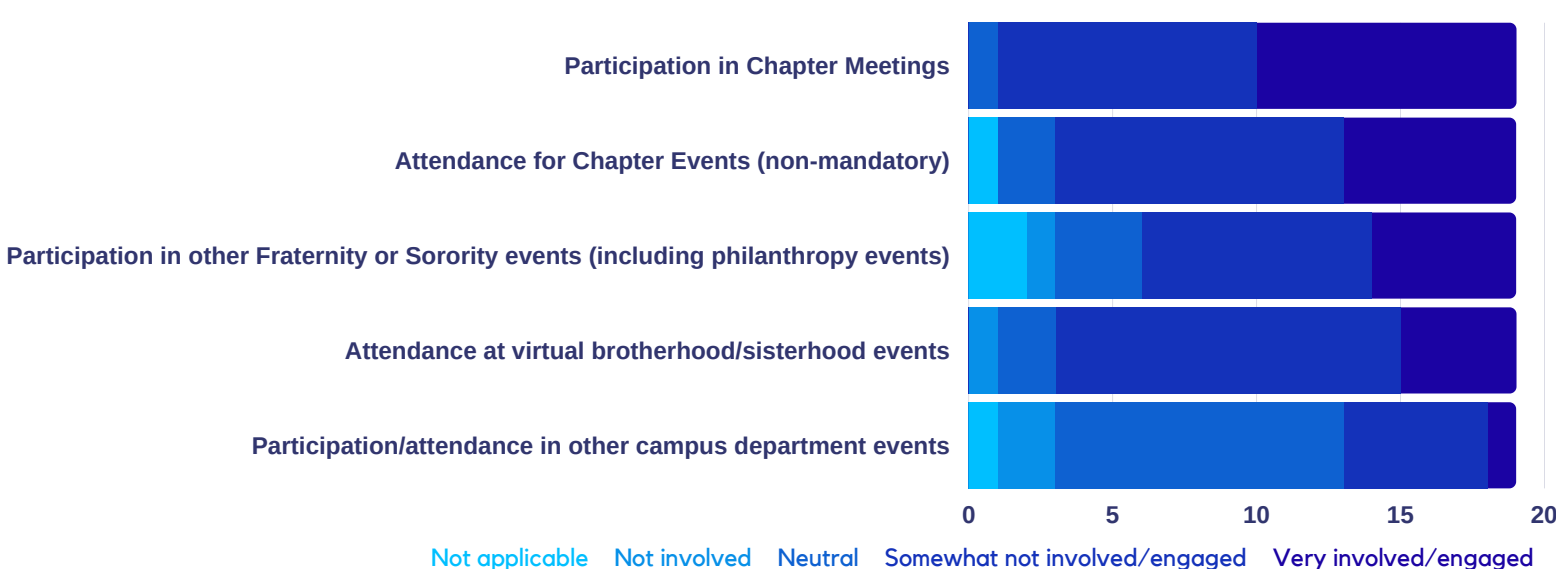 Participation in Chapter Meetings
Attendance for Chapter Events (non-mandatory)
Participation in other Fraternity or Sorority events (including philanthropy events)
Attendance at virtual brotherhood/sisterhood events
Participation/attendance in other campus department events
0 5 10 15 20
Not applicable Not involved Neutral Somewhat not involved/engaged Very involved/engaged